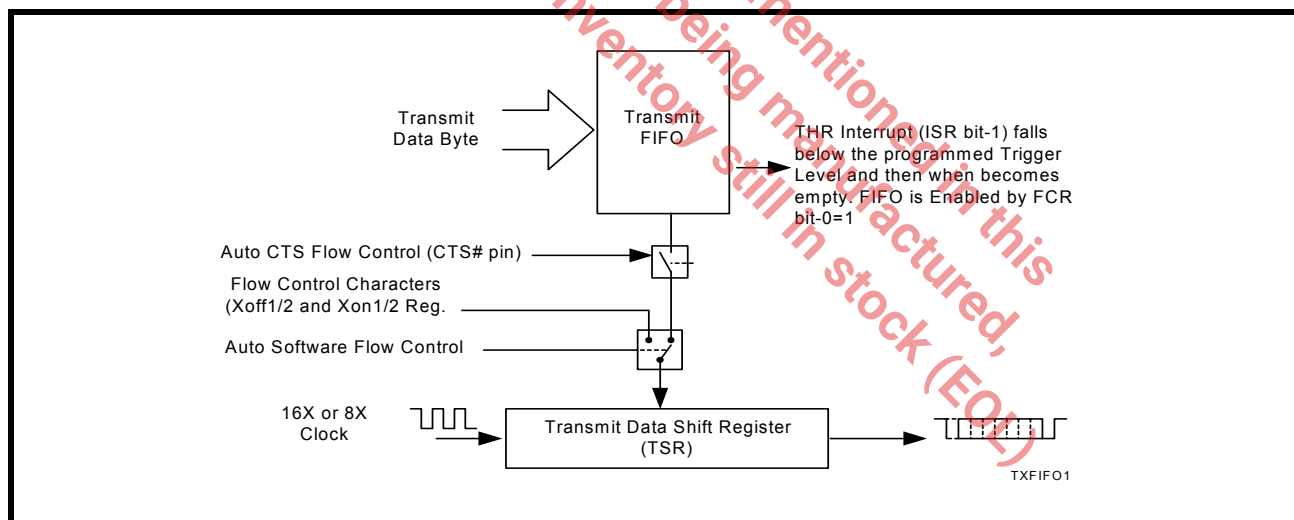 mentioned in this
being manufactured,
inventory still in stock (EOL)
Transmit
Data Byte
Transmit
FIFO
THR Interrupt (ISR bit-1) falls
below the programmed Trigger
Level and then when becomes
empty. FIFO is Enabled by FCR
bit-0=1
Auto CTS Flow Control (CTS# pin)
Flow Control Characters
(Xoff1/2 and Xon1/2 Reg.
Auto Software Flow Control
16X or 8X
Clock
Transmit Data Shift Register
(TSR)
TXFIFO1